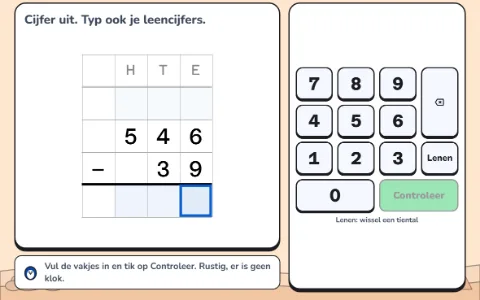 Cijfer uit. Typ ook je leencijfers.
H T E
5 4 6
– 3 9
7 8 9
4 5 6
1 2 3 Lenen
0 Controleer
Lenen: wissel een tiental
Vul de vakjes in en tik op Controleer. Rustig, er is geen
klok.